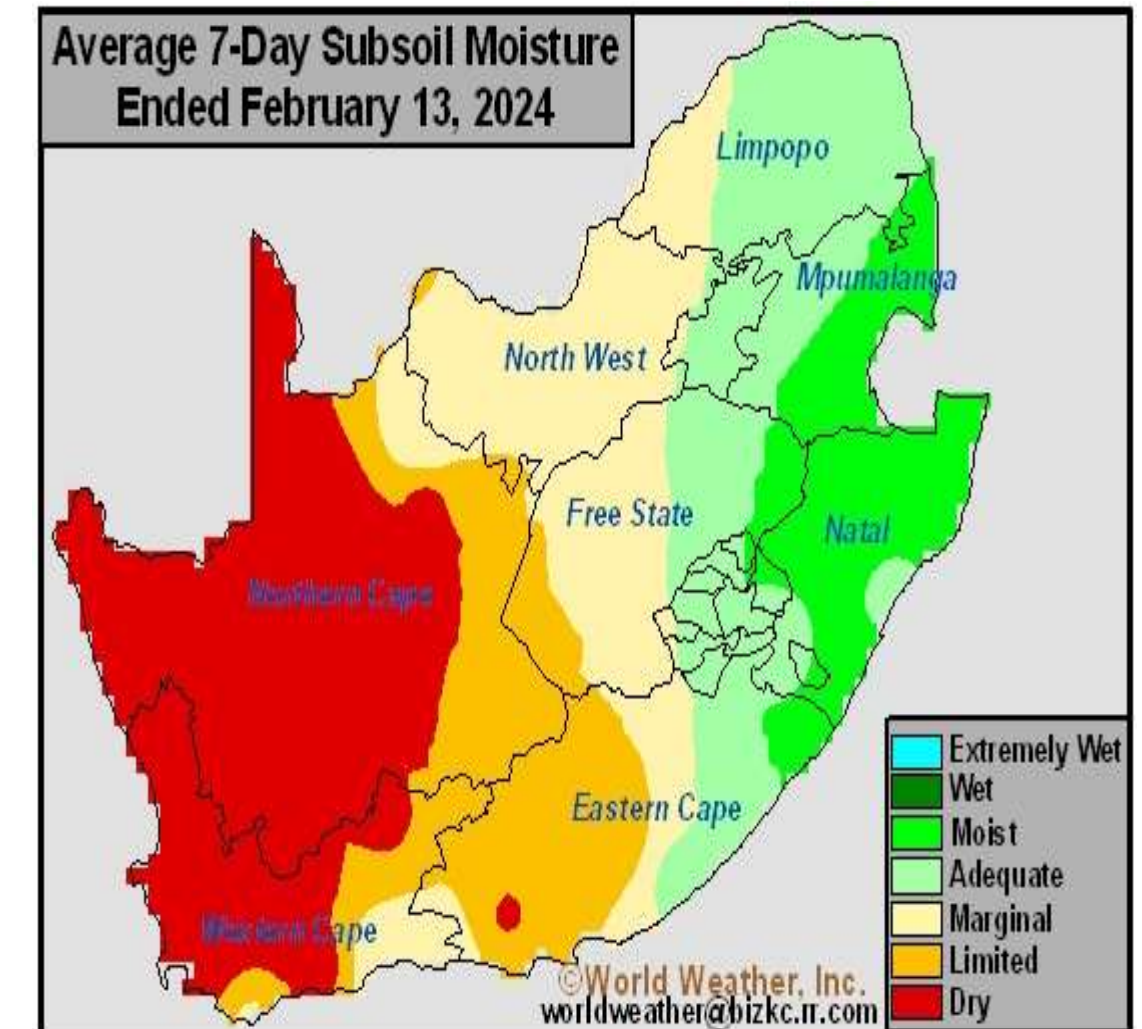 Average 7-Day Subsoil Moisture
Ended February 13, 2024
Limpopo
Mpumalanga
North West
Free State
Natal
Northern Cape
Eastern Cape
Western Cape
Extremely Wet
Wet
Moist
Adequate
Marginal
Limited
Dry
©World Weather, Inc.
worldweather@bizkc.rr.com